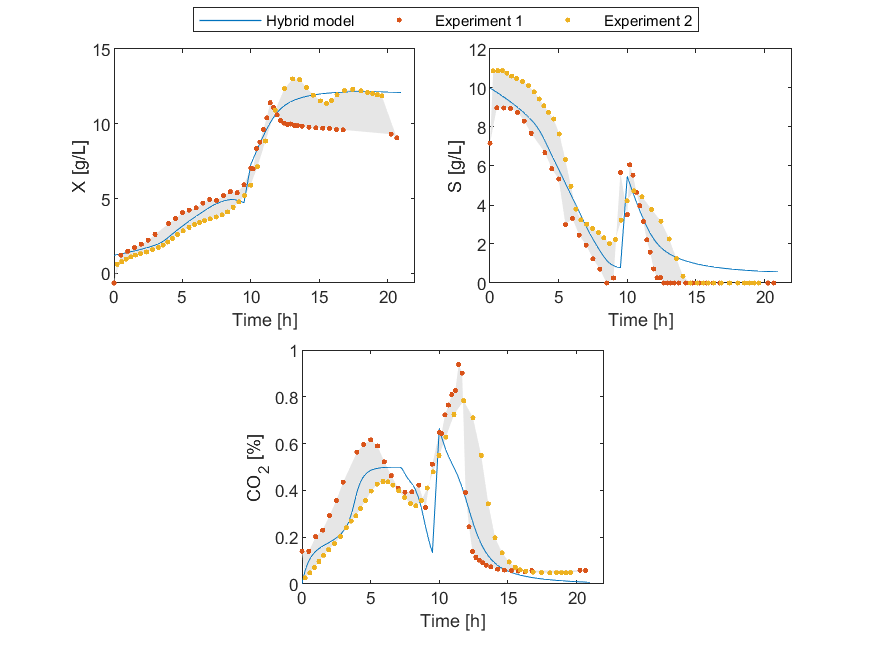 Hybrid model Experiment 1 Experiment 2
15
10
5
0
X [g/L]
0 5 10 15 20
Time [h]
12
10
8
6
4
2
0
S [g/L]
0 5 10 15 20
Time [h]
1
0.8
0.6
0.4
0.2
0
CO2 [%]
0 5 10 15 20
Time [h]